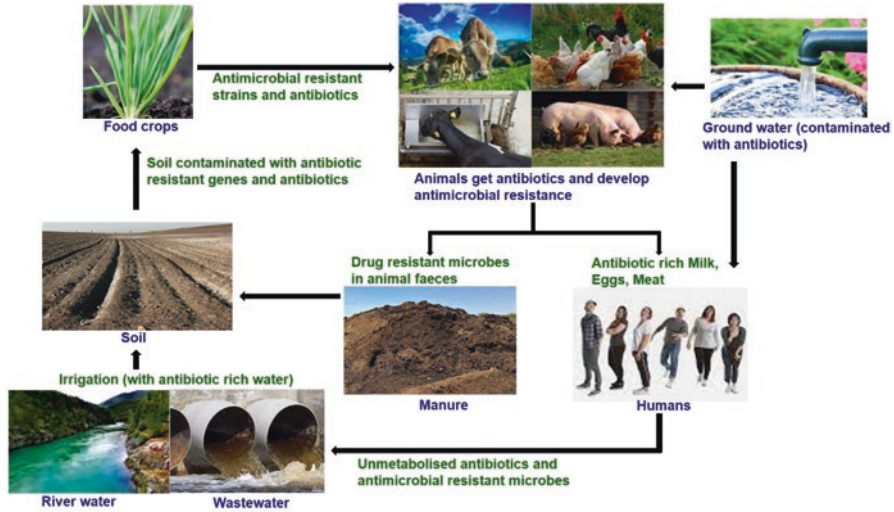 Food crops
Antimicrobial resistant
strains and antibiotics
Animals get antibiotics and develop
antimicrobial resistance
Ground water (contaminated
with antibiotics)
Soil contaminated with antibiotic
resistant genes and antibiotics
Drug resistant microbes
in animal faeces
Antibiotic rich Milk,
Eggs, Meat
Soil
Irrigation (with antibiotic rich water)
Manure
Humans
Unmetabolised antibiotics and
antimicrobial resistant microbes
River water
Wastewater